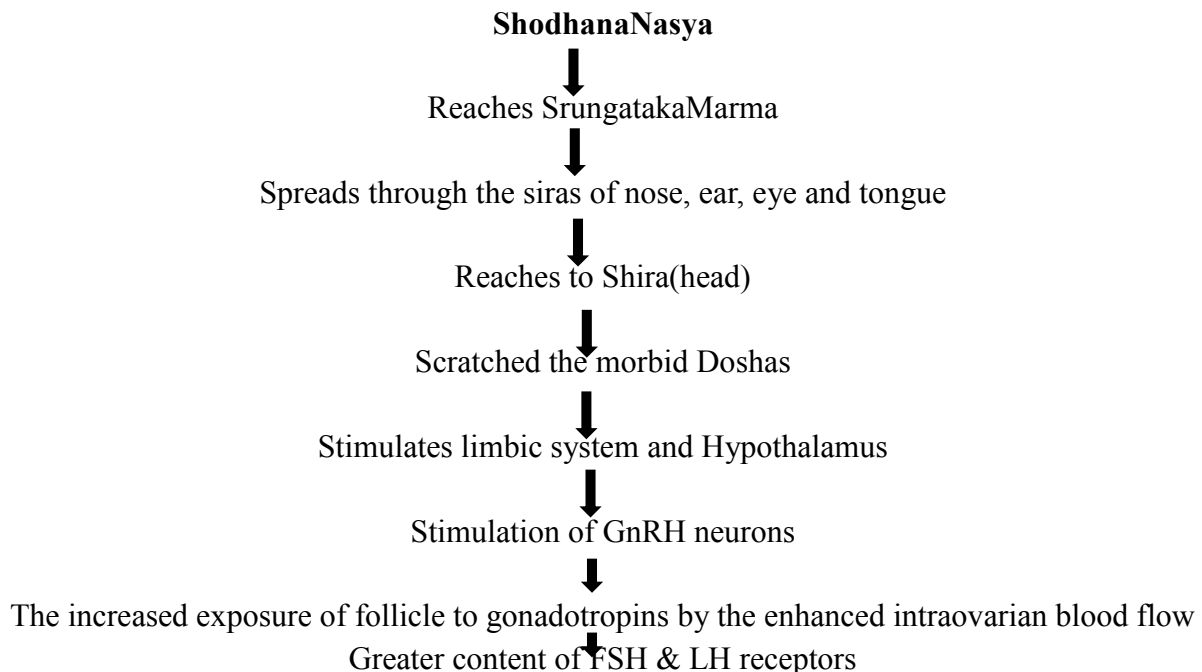 ShodhanaNasya
Reaches SrungatakaMarma
Spreads through the siras of nose, ear, eye and tongue
Reaches to Shira(head)
Scratched the morbid Doshas
Stimulates limbic system and Hypothalamus
Stimulation of GnRH neurons
The increased exposure of follicle to gonadotropins by the enhanced intraovarian blood flow
Greater content of FSH & LH receptors